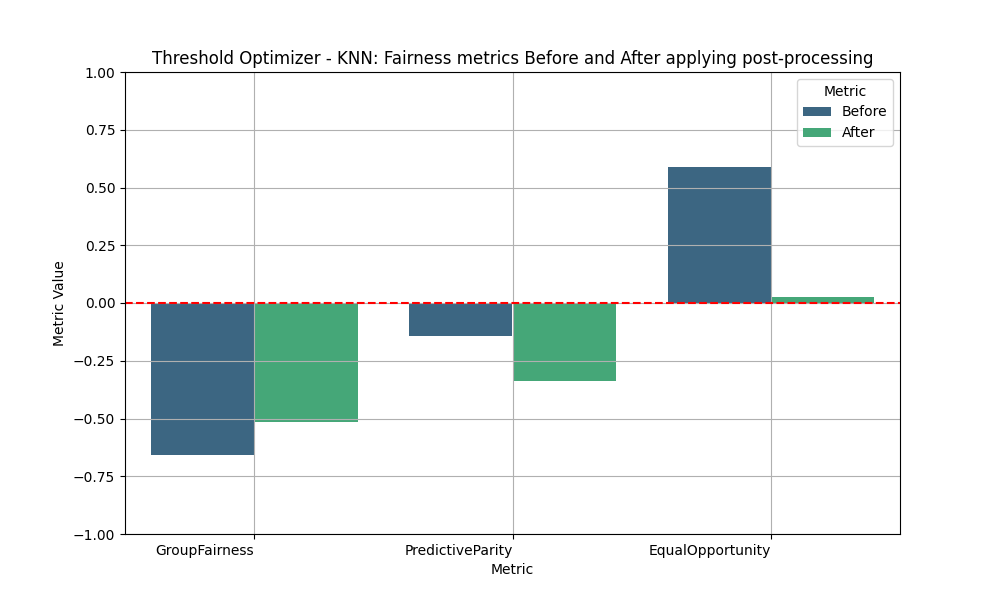 Threshold Optimizer - KNN: Fairness metrics Before and After applying post-processing
Metric
Before
After
1.00
0.75
0.50
0.25
0.00
−0.25
−0.50
−0.75
−1.00
Metric Value
GroupFairness
PredictiveParity
EqualOpportunity
Metric